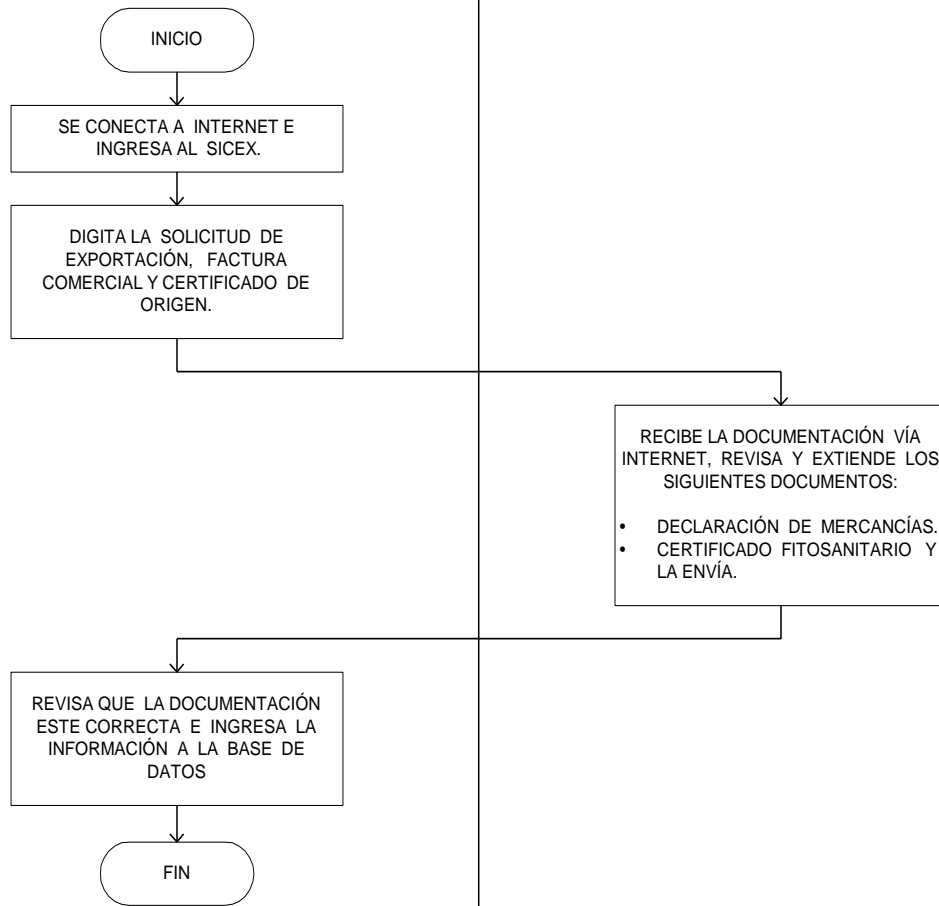 INICIO
SE CONECTA A INTERNET E
INGRESA AL SICEX.
DIGITA LA SOLICITUD DE
EXPORTACIÓN, FACTURA
COMERCIAL Y CERTIFICADO DE
ORIGEN.
RECIBE LA DOCUMENTACIÓN VÍA
INTERNET, REVISA Y EXTIENDE LOS
SIGUIENTES DOCUMENTOS:
• DECLARACIÓN DE MERCANCÍAS.
• CERTIFICADO FITOSANITARIO Y
LA ENVÍA.
REVISA QUE LA DOCUMENTACIÓN
ESTE CORRECTA E INGRESA LA
INFORMACIÓN A LA BASE DE
DATOS
FIN